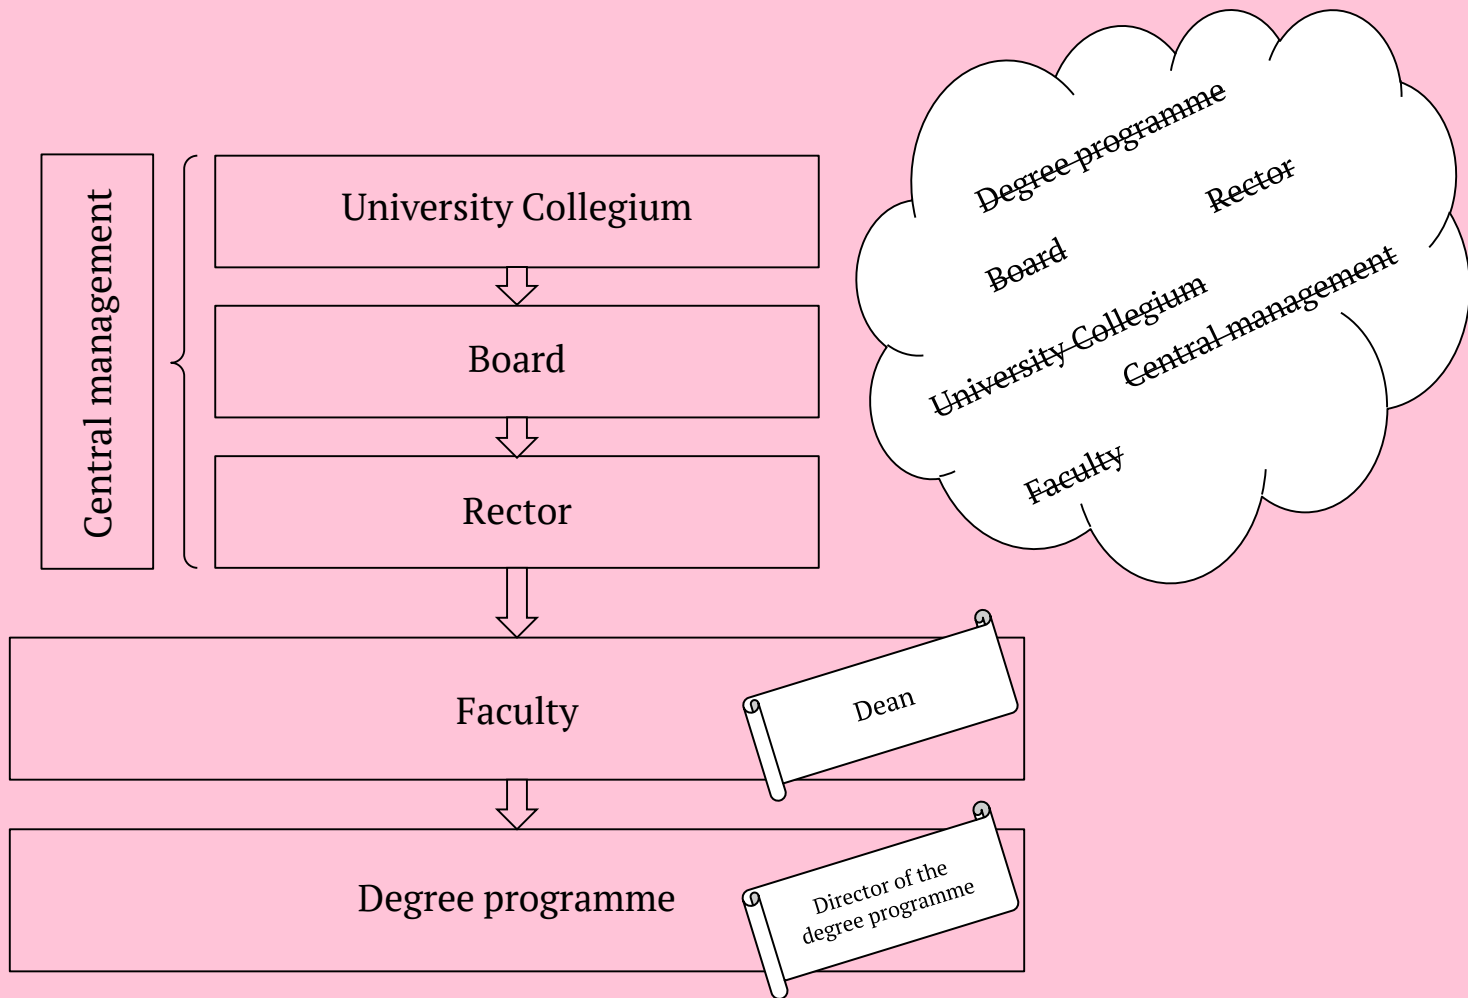 Central management
University Collegium
Board
Rector
Faculty
Dean
Degree programme
Director of the
degree programme
Degree programme
Rector
Board
University Collegium
Central management
Faculty